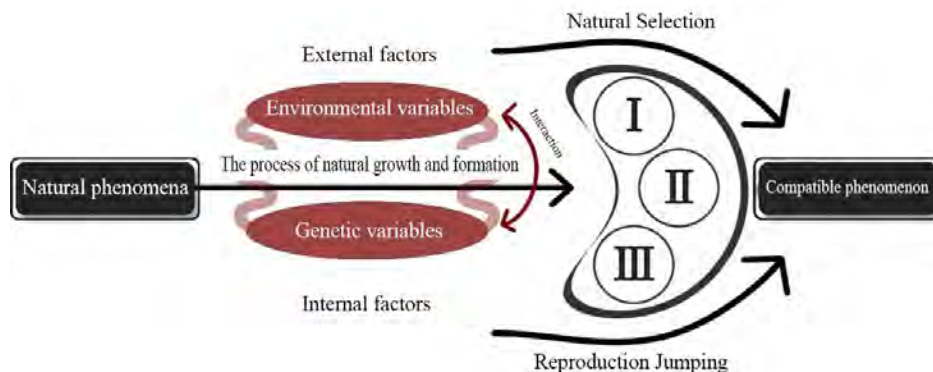 Natural Selection
External factors
Environmental variables
Interaction
I
The process of natural growth and formation
Natural phenomena
II
Compatible phenomenon
Genetic variables
III
Internal factors
Reproduction Jumping